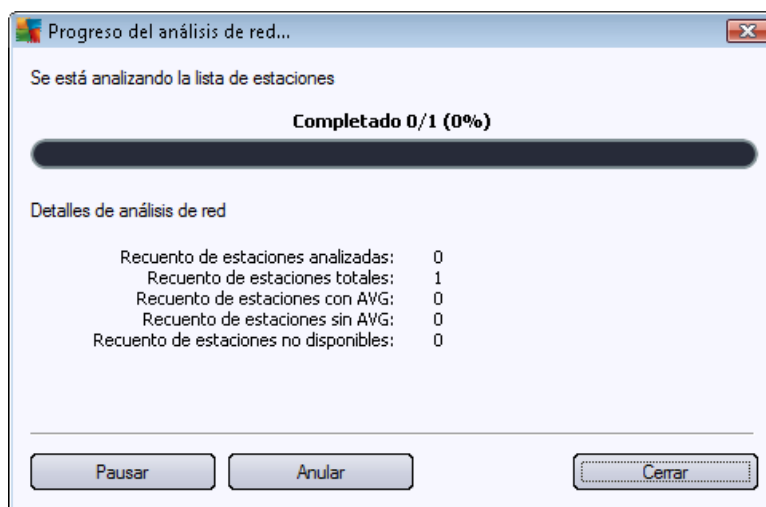 Progreso del análisis de red...
Se está analizando la lista de estaciones
Completado 0/1 (0%)
Detalles de análisis de red
Recuento de estaciones analizadas: 0
Recuento de estaciones totales: 1
Recuento de estaciones con AVG: 0
Recuento de estaciones sin AVG: 0
Recuento de estaciones no disponibles: 0
Pausar Anular Cerrar